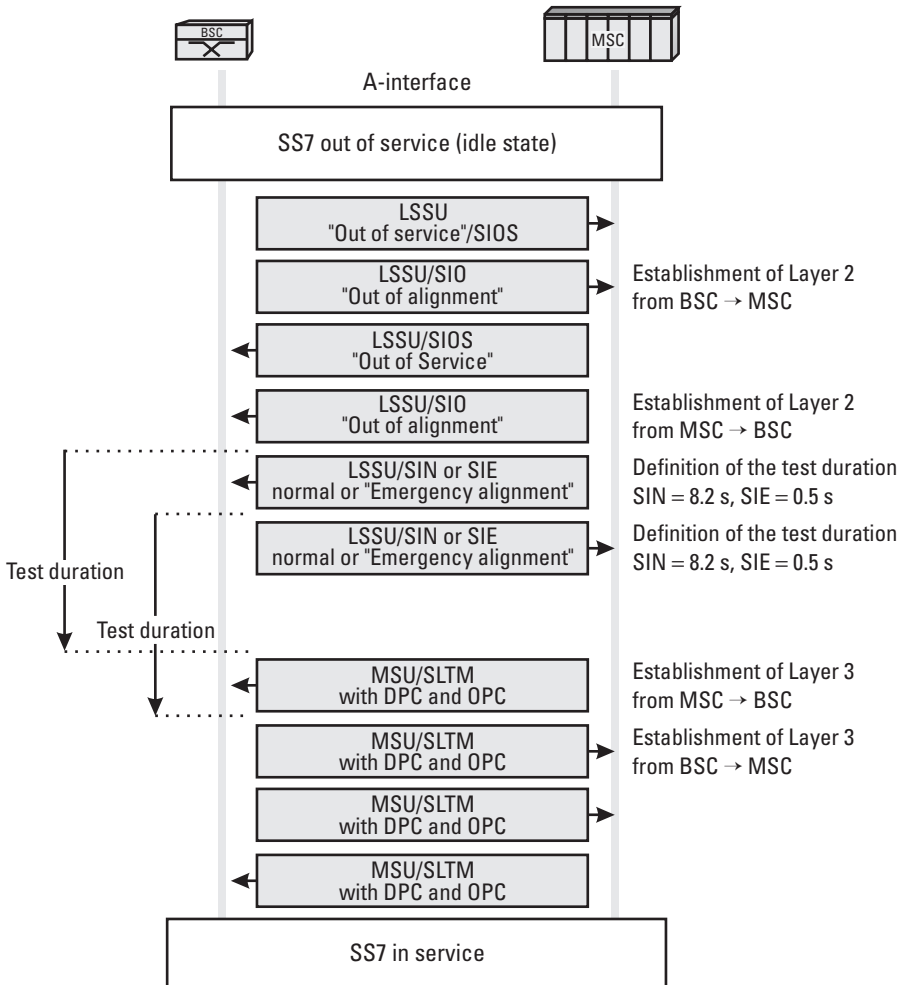 BSC
MSC
A-interface
SS7 out of service (idle state)
LSSU
"Out of service"/SIOS
LSSU/SIO
"Out of alignment"
Establishment of Layer 2
from BSC → MSC
LSSU/SIOS
"Out of Service"
LSSU/SIO
"Out of alignment"
Establishment of Layer 2
from MSC → BSC
LSSU/SIN or SIE
normal or "Emergency alignment"
Definition of the test duration
SIN = 8.2 s, SIE = 0.5 s
LSSU/SIN or SIE
normal or "Emergency alignment"
Definition of the test duration
SIN = 8.2 s, SIE = 0.5 s
Test duration
Test duration
MSU/SLTM
with DPC and OPC
Establishment of Layer 3
from MSC → BSC
MSU/SLTM
with DPC and OPC
Establishment of Layer 3
from BSC → MSC
MSU/SLTM
with DPC and OPC
MSU/SLTM
with DPC and OPC
SS7 in service